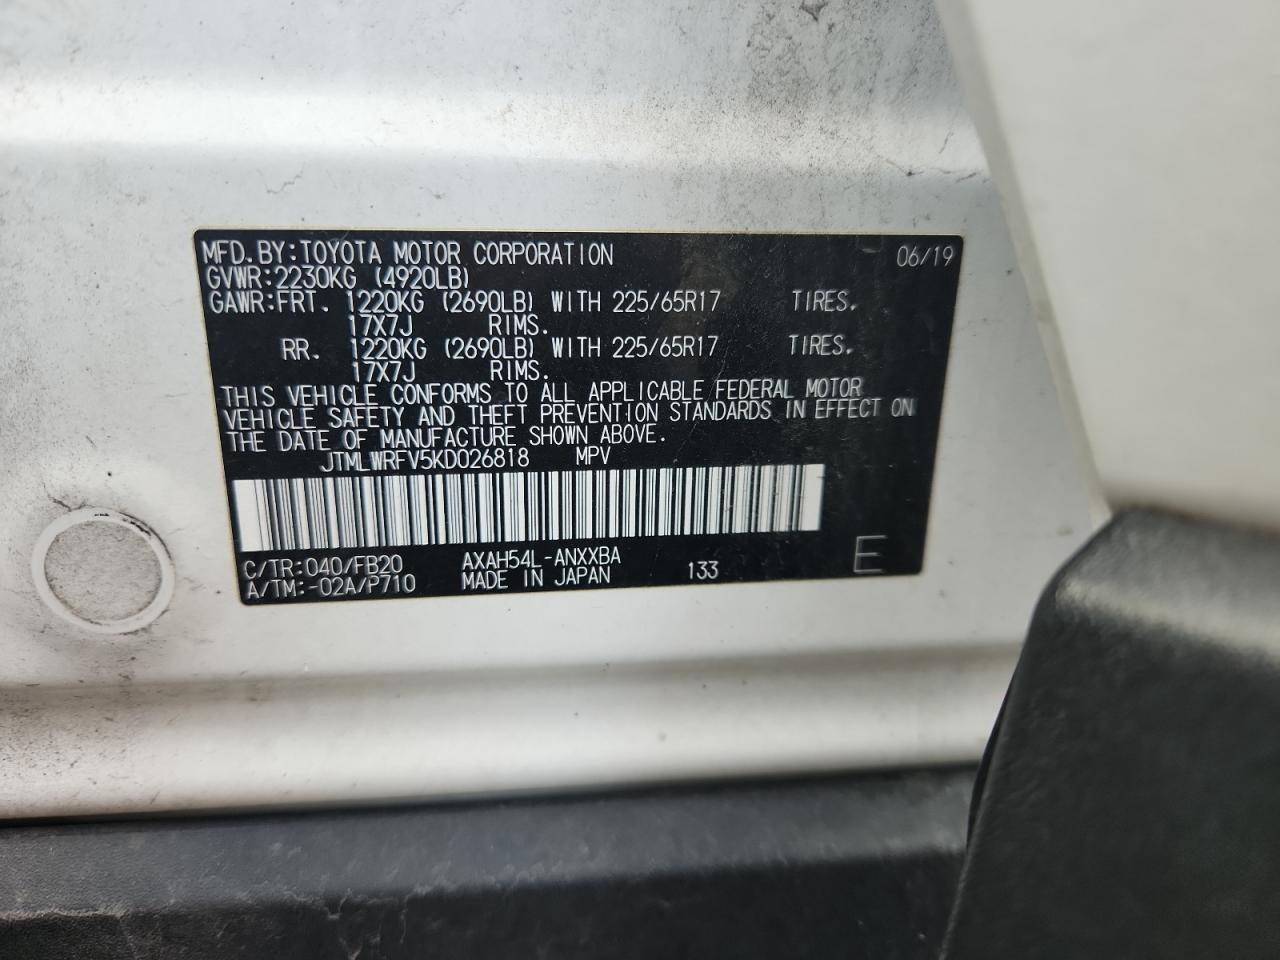 MFD.BY:TOYOTA MOTOR CORPORATION 06/19
GVWR:2230KG (4920LB)
GAWR:FRT. 1220KG (2690LB) WITH 225/65R17 TIRES.
17X7J RIMS.
RR. 1220KG (2690LB) WITH 225/65R17 TIRES.
17X7J RIMS.
THIS VEHICLE CONFORMS TO ALL APPLICABLE FEDERAL MOTOR
VEHICLE SAFETY AND THEFT PREVENTION STANDARDS IN EFFECT ON
THE DATE OF MANUFACTURE SHOWN ABOVE.
JTMLWRFV5KD026818 MPV
C/TR:040/FB20 AXAH54L-ANXXBA
A/TM:-02A/P710 MADE IN JAPAN 133 E